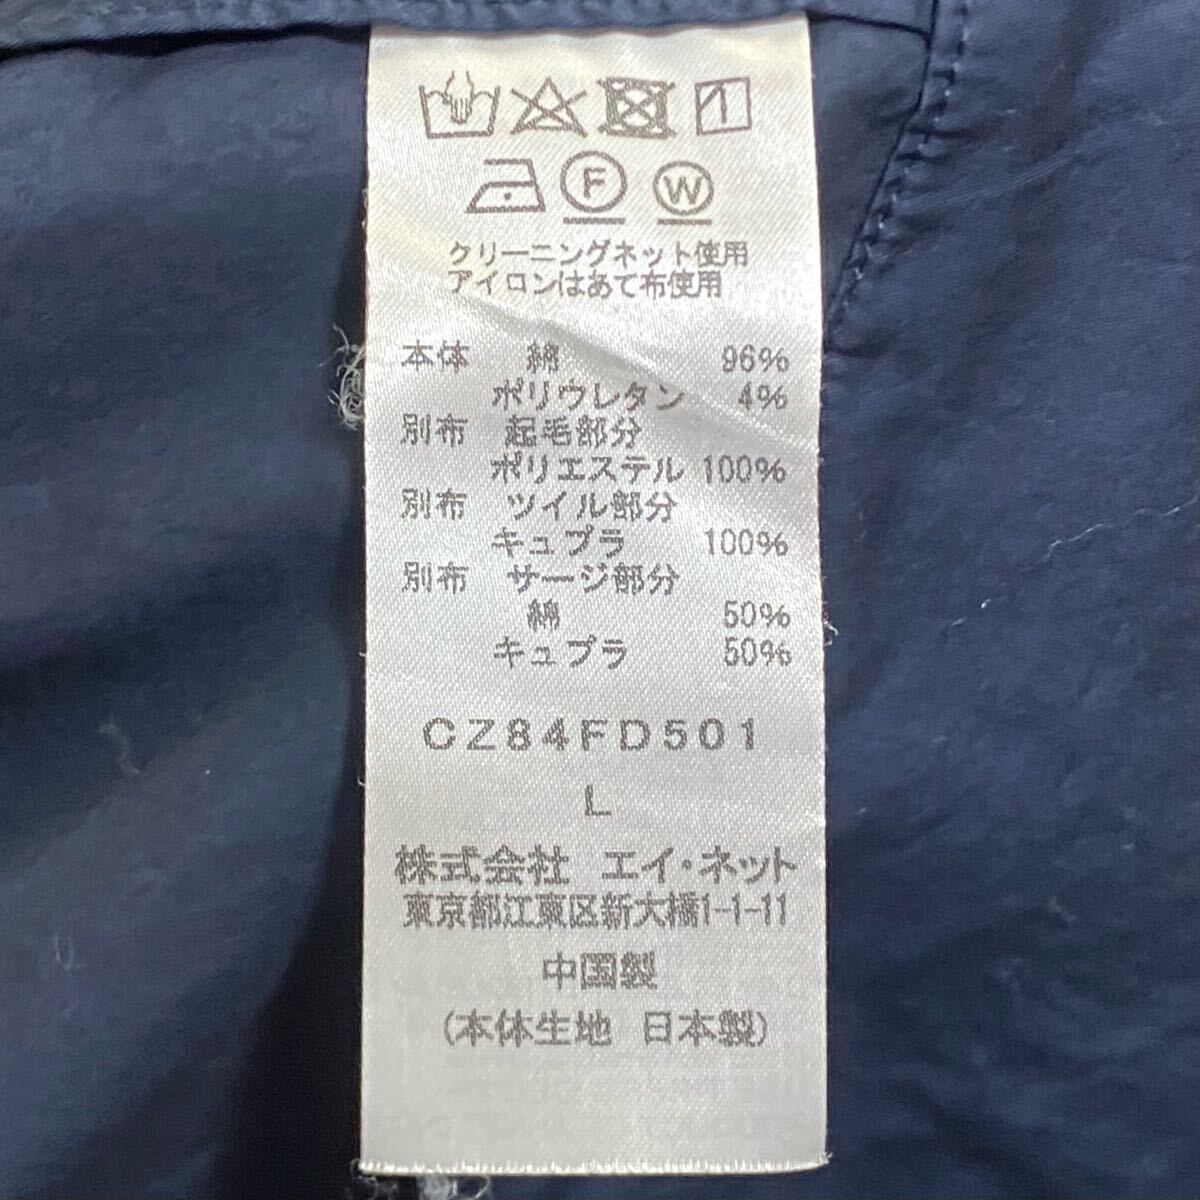 F W
クリーニングネット使用
アイロンはあて布使用
本体 綿 96%
ポリウレタン 4%
別布 起毛部分
ポリエステル 100%
別布 ツイル部分
キュプラ 100%
別布 サージ部分
綿 50%
キュプラ 50%
CZ84FD501
L
株式会社 エイ・ネット
東京都江東区新大橋1-1-11
中国製
(本体生地 日本製)